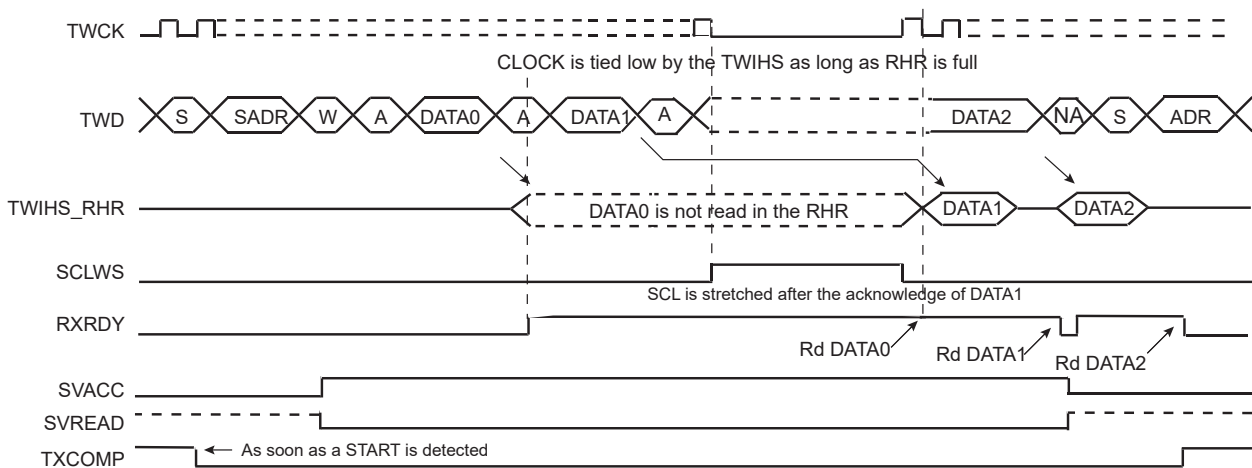 TWCK
CLOCK is tied low by the TWIHS as long as RHR is full
TWD S SADR W A DATA0 A DATA1 A DATA2 NA S ADR
TWIHS_RHR DATA0 is not read in the RHR DATA1 DATA2
SCLWS
SCL is stretched after the acknowledge of DATA1
RXRDY
Rd DATA0 Rd DATA1 Rd DATA2
SVACC
SVREAD
TXCOMP As soon as a START is detected